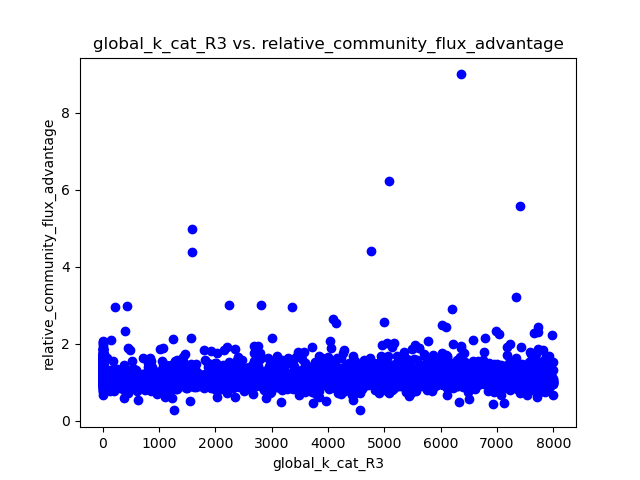 global_k_cat_R3 vs. relative_community_flux_advantage
relative_community_flux_advantage
8
6
4
2
0
0 1000 2000 3000 4000 5000 6000 7000 8000
global_k_cat_R3